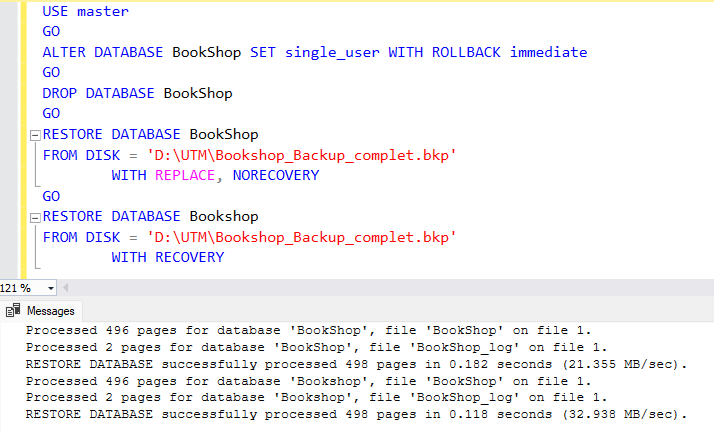 USE master
GO
ALTER DATABASE BookShop SET single_user WITH ROLLBACK immediate
GO
DROP DATABASE BookShop
GO
RESTORE DATABASE BookShop
FROM DISK = 'D:\UTM\Bookshop_Backup_complet.bkp'
WITH REPLACE, NORECOVERY
GO
RESTORE DATABASE Bookshop
FROM DISK = 'D:\UTM\Bookshop_Backup_complet.bkp'
WITH RECOVERY
121 %
Messages
Processed 496 pages for database 'BookShop', file 'BookShop' on file 1.
Processed 2 pages for database 'BookShop', file 'BookShop_log' on file 1.
RESTORE DATABASE successfully processed 498 pages in 0.182 seconds (21.355 MB/sec).
Processed 496 pages for database 'Bookshop', file 'BookShop' on file 1.
Processed 2 pages for database 'Bookshop', file 'BookShop_log' on file 1.
RESTORE DATABASE successfully processed 498 pages in 0.118 seconds (32.938 MB/sec).